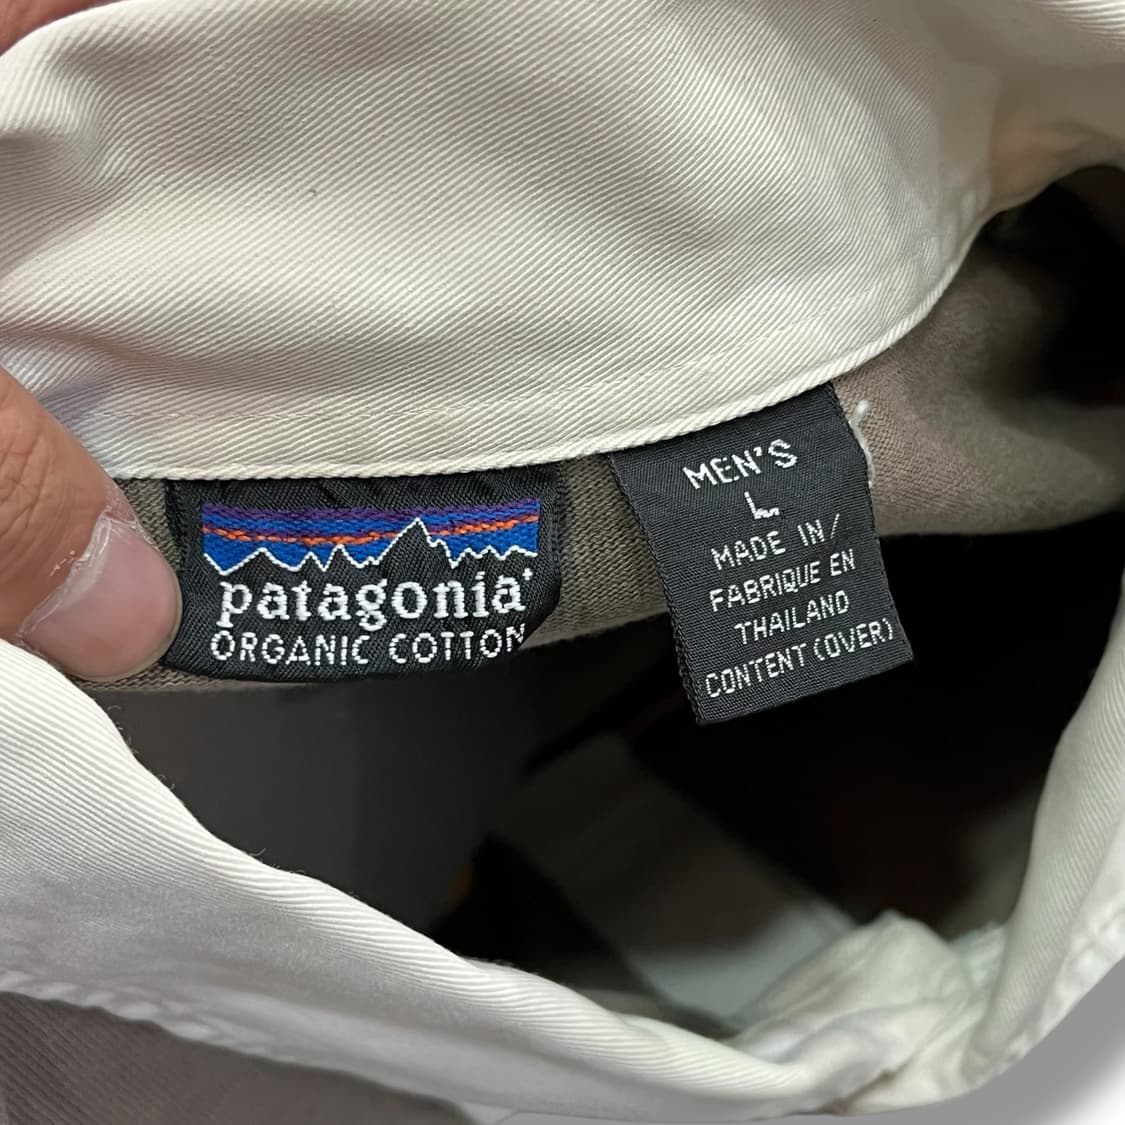 patagonia
ORGANIC COTTON
MEN'S
L
MADE IN/
FABRIQUE EN
THAILAND
CONTENT (OVER)